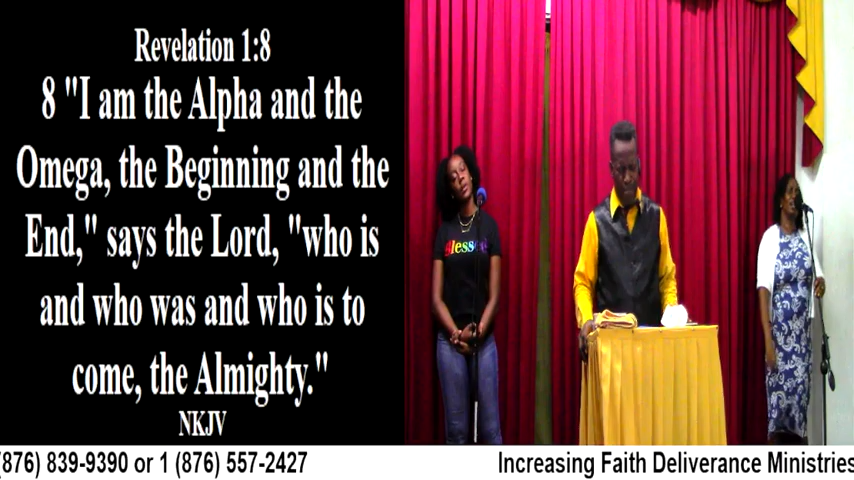 Revelation 1:8
8 "I am the Alpha and the
Omega, the Beginning and the
End," says the Lord, "who is
and who was and who is to
come, the Almighty."
NKJV
Blessed
(876) 839-9390 or 1 (876) 557-2427
Increasing Faith Deliverance Ministries